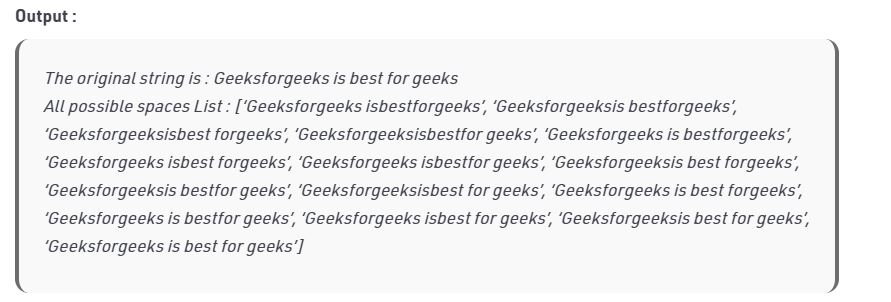 Output :
The original string is : Geeksforgeeks is best for geeks
All possible spaces List : [‘Geeksforgeeks isbestforgeeks’, ‘Geeksforgeeksis bestforgeeks’,
‘Geeksforgeeksisbest forgeeks’, ‘Geeksforgeeksisbestfor geeks’, ‘Geeksforgeeks is bestforgeeks’,
‘Geeksforgeeks isbest forgeeks’, ‘Geeksforgeeks isbestfor geeks’, ‘Geeksforgeeksis best forgeeks’,
‘Geeksforgeeksis bestfor geeks’, ‘Geeksforgeeksisbest for geeks’, ‘Geeksforgeeks is best forgeeks’,
‘Geeksforgeeks is bestfor geeks’, ‘Geeksforgeeks isbest for geeks’, ‘Geeksforgeeksis best for geeks’,
‘Geeksforgeeks is best for geeks’]